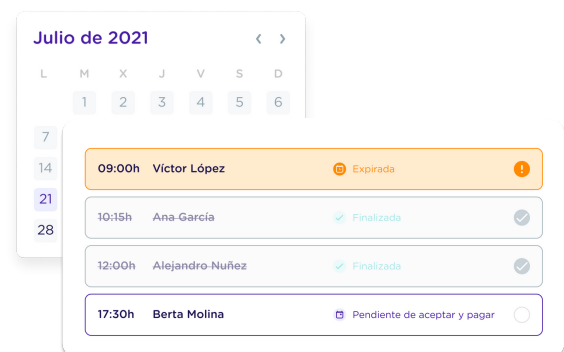 Julio de 2021
L M X J V S D
1 2 3 4 5 6
7
14
21
28
09:00h Víctor López Expirada
10:15h Ana García Finalizada
12:00h Alejandro Nuñez Finalizada
17:30h Berta Molina Pendiente de aceptar y pagar